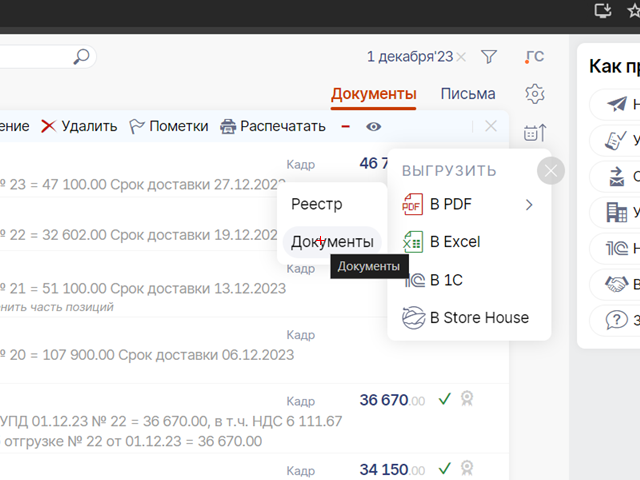 1 декабря'23
.ГС
Как пр
Документы Письма
ение Удалить Пометки Распечатать
Кадр 46 7
ВЫГРУЗИТЬ
№ 23 = 47 100.00 Срок доставки 27.12.2023
Реестр
PDF В PDF
№ 22 = 32 602.00 Срок доставки 19.12.2023
Документы
В Excel
Документы
Кадр
1С В 1С
1С Н
№ 21 = 51 100.00 Срок доставки 13.12.2023
нить часть позиций
В Store House
Кадр
№ 20 = 107 900.00 Срок доставки 06.12.2023
Кадр 36 670.00
УПД 01.12.23 № 22 = 36 670.00, в т.ч. НДС 6 111.67
отгрузке № 22 от 01.12.23 = 36 670.00
Кадр 34 150.00